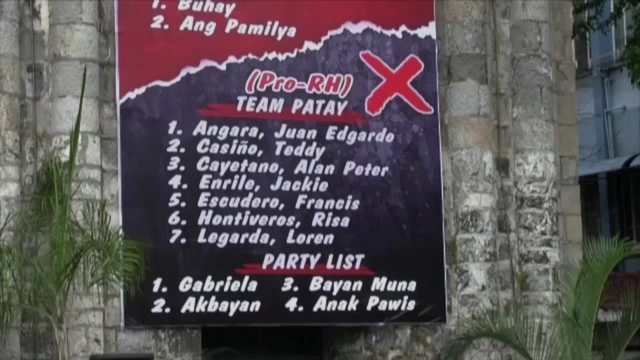 1. Buhay
2. Ang Pamilya
(Pro-RH) X
TEAM PATAY
1. Angara, Juan Edgardo
2. Casiño, Teddy
3. Cayetano, Alan Peter
4. Enrile, Jackie
5. Escudero, Francis
6. Hontiveros, Risa
7. Legarda, Loren
PARTY LIST
1. Gabriela 3. Bayan Muna
2. Akbayan 4. Anak Pawis